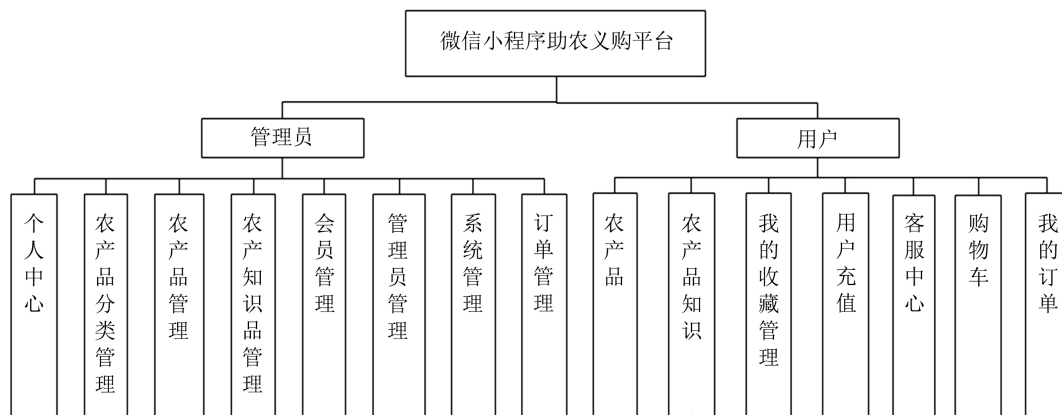 微信小程序助农义购平台
管理员
用户
个人中心
农产品分类管理
农产品管理
农产知识品管理
会员管理
管理员管理
系统管理
订单管理
农产品
农产品知识
我的收藏管理
用户充值
客服中心
购物车
我的订单